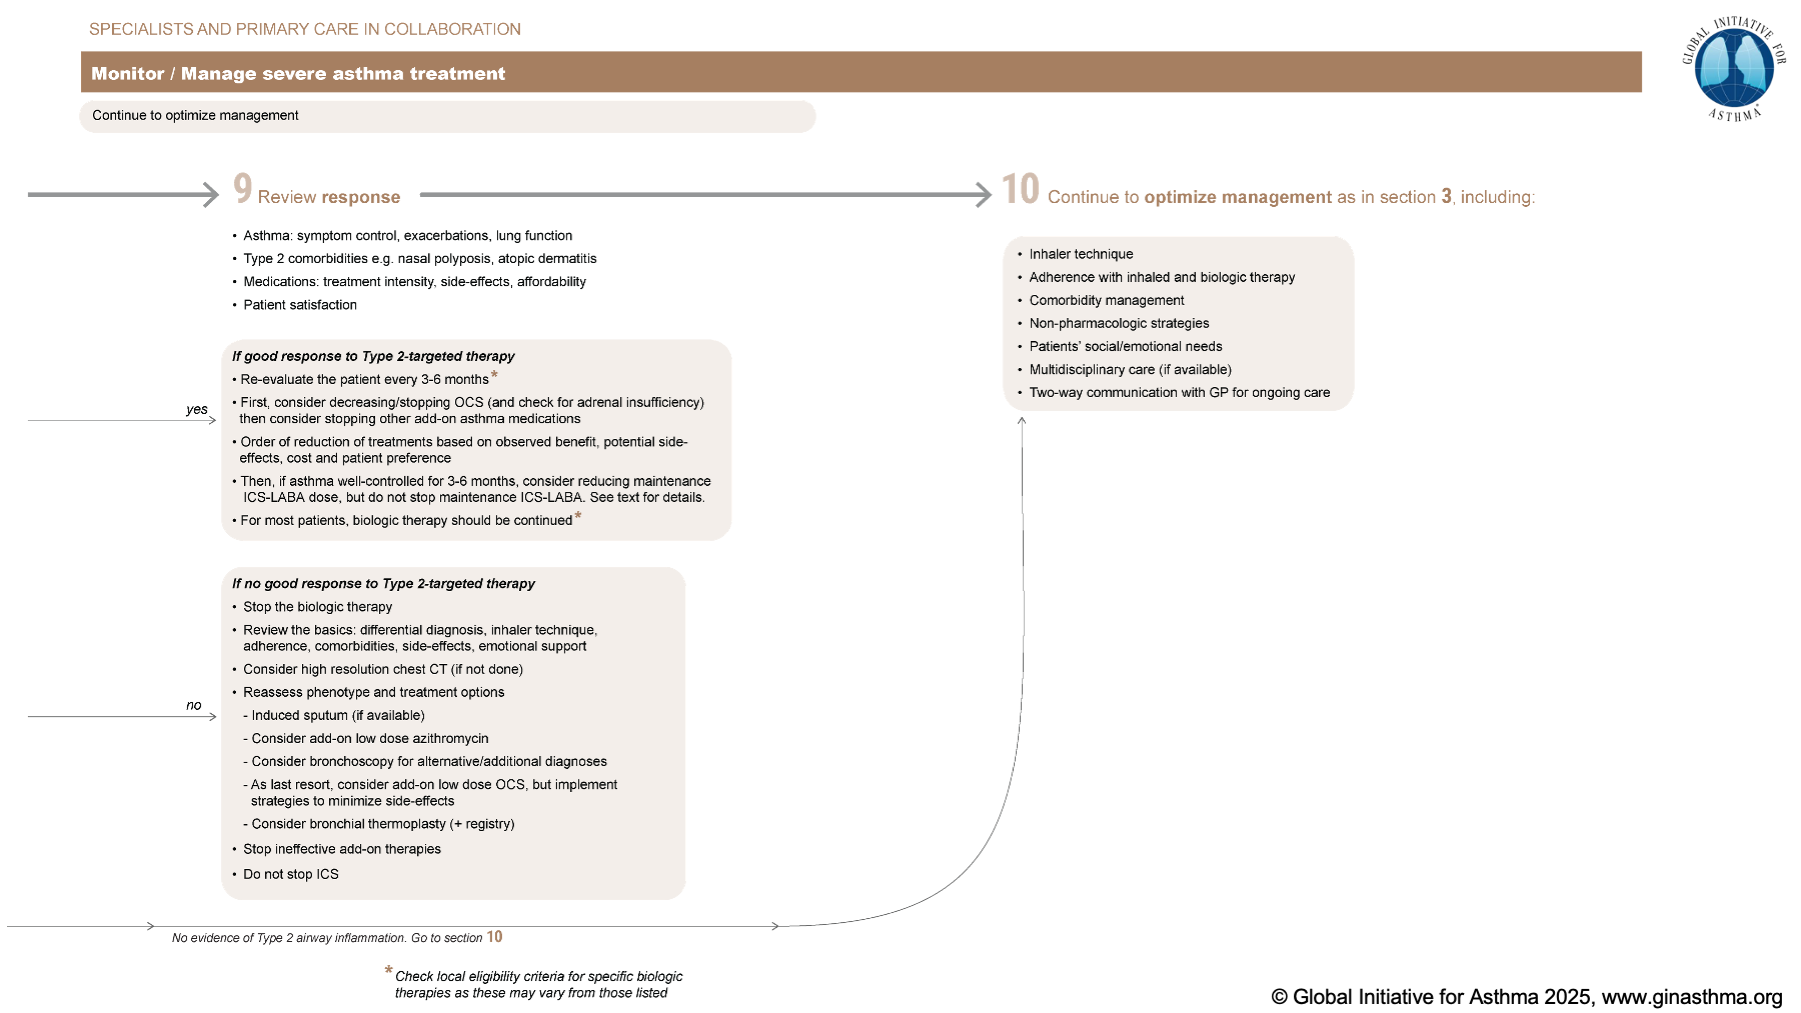 SPECIALISTS AND PRIMARY CARE IN COLLABORATION
Monitor / Manage severe asthma treatment
GLOBAL INITIATIVE FOR
ASTHMA
Continue to optimize management
9 Review response
• Asthma: symptom control, exacerbations, lung function
• Type 2 comorbidities e.g. nasal polyposis, atopic dermatitis
• Medications: treatment intensity, side-effects, affordability
• Patient satisfaction
yes
If good response to Type 2-targeted therapy
• Re-evaluate the patient every 3-6 months*
• First, consider decreasing/stopping OCS (and check for adrenal insufficiency)
then consider stopping other add-on asthma medications
• Order of reduction of treatments based on observed benefit, potential side-
effects, cost and patient preference
• Then, if asthma well-controlled for 3-6 months, consider reducing maintenance
ICS-LABA dose, but do not stop maintenance ICS-LABA. See text for details.
• For most patients, biologic therapy should be continued*
no
If no good response to Type 2-targeted therapy
• Stop the biologic therapy
• Review the basics: differential diagnosis, inhaler technique,
adherence, comorbidities, side-effects, emotional support
• Consider high resolution chest CT (if not done)
• Reassess phenotype and treatment options
- Induced sputum (if available)
- Consider add-on low dose azithromycin
- Consider bronchoscopy for alternative/additional diagnoses
- As last resort, consider add-on low dose OCS, but implement
strategies to minimize side-effects
- Consider bronchial thermoplasty (+ registry)
• Stop ineffective add-on therapies
• Do not stop ICS
No evidence of Type 2 airway inflammation. Go to section 10
* Check local eligibility criteria for specific biologic
therapies as these may vary from those listed
10 Continue to optimize management as in section 3, including:
• Inhaler technique
• Adherence with inhaled and biologic therapy
• Comorbidity management
• Non-pharmacologic strategies
• Patients' social/emotional needs
• Multidisciplinary care (if available)
• Two-way communication with GP for ongoing care
© Global Initiative for Asthma 2025, www.ginasthma.org